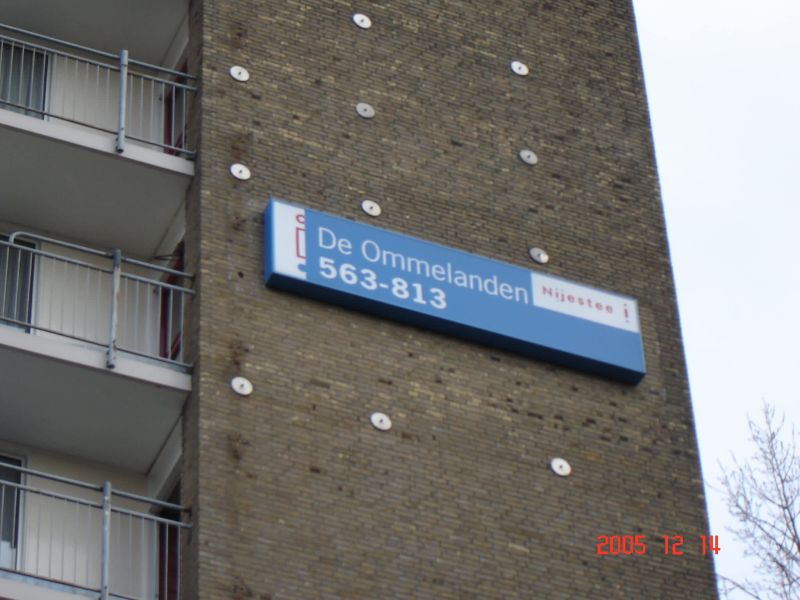 De Ommelanden
563-813
Nijestee
2005 12 14